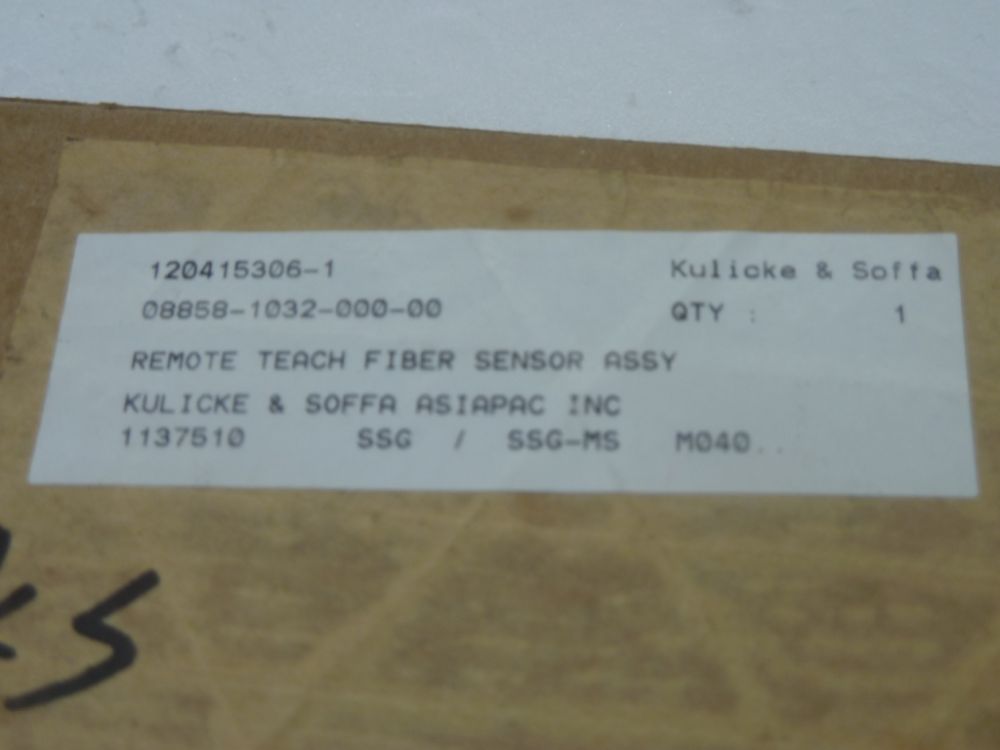 120415306-1 Kulicke & Soffa
08858-1032-000-00 QTY : 1
REMOTE TEACH FIBER SENSOR ASSY
KULICKE & SOFFA ASIAPAC INC
1137510 SSG / SSG-MS M040..